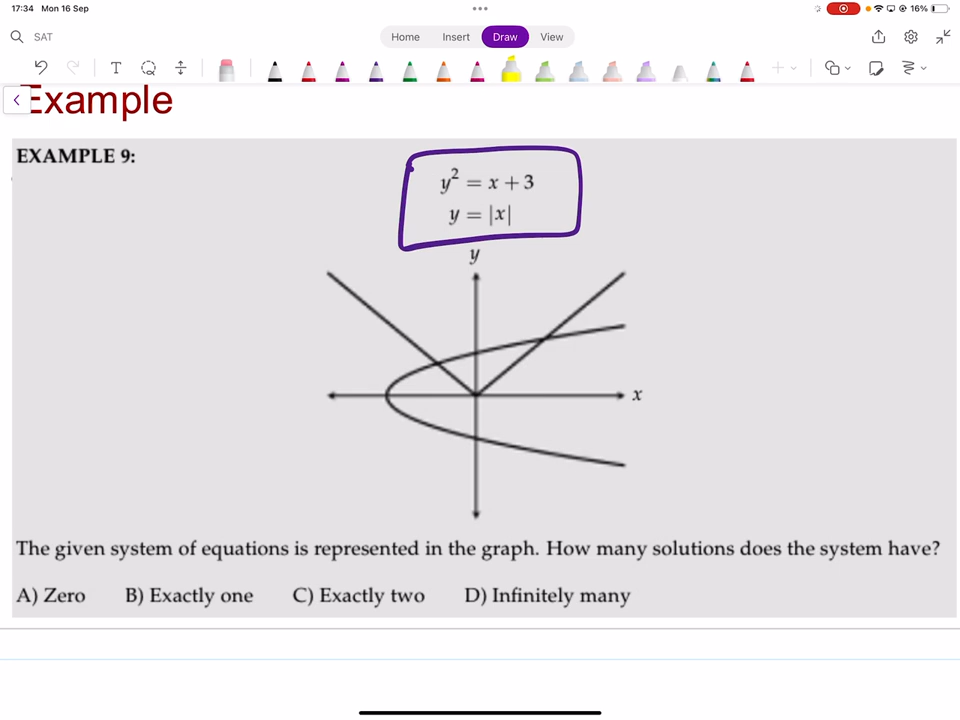 17:34 Mon 16 Sep
16%
SAT
Home Insert Draw View
Example
EXAMPLE 9:
y² = x + 3
y = |x|
y
x
The given system of equations is represented in the graph. How many solutions does the system have?
A) Zero B) Exactly one C) Exactly two D) Infinitely many